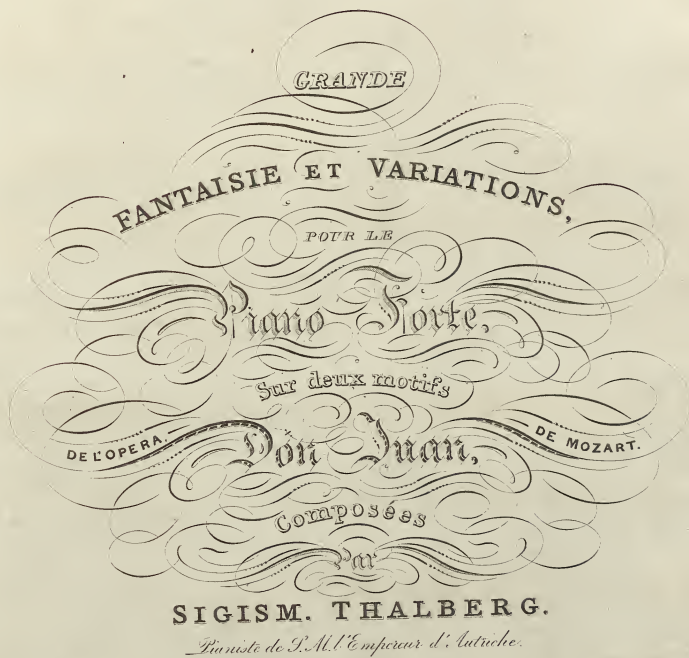 GRANDE
FANTAISIE ET VARIATIONS,
POUR LE
Piano Forte,
Sur deux motifs
DE L'OPERA. Don Juan, DE MOZART.
Composées
Par
SIGISM. THALBERG.
Pianiste de S. M. l'Empereur d'Autriche.